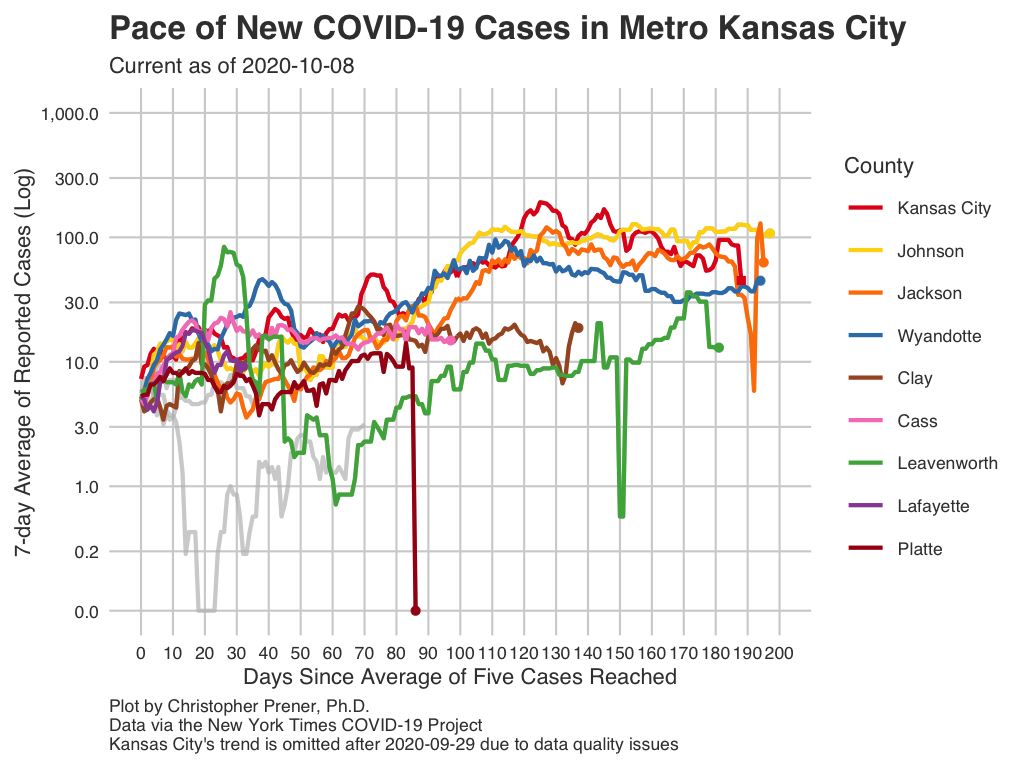 Pace of New COVID-19 Cases in Metro Kansas City
Current as of 2020-10-08
7-day Average of Reported Cases (Log)
1,000.0
300.0
100.0
30.0
10.0
3.0
1.0
0.2
0.0
0 10 20 30 40 50 60 70 80 90 100 110 120 130 140 150 160 170 180 190 200
Days Since Average of Five Cases Reached
County
Kansas City
Johnson
Jackson
Wyandotte
Clay
Cass
Leavenworth
Lafayette
Platte
Plot by Christopher Prener, Ph.D.
Data via the New York Times COVID-19 Project
Kansas City's trend is omitted after 2020-09-29 due to data quality issues